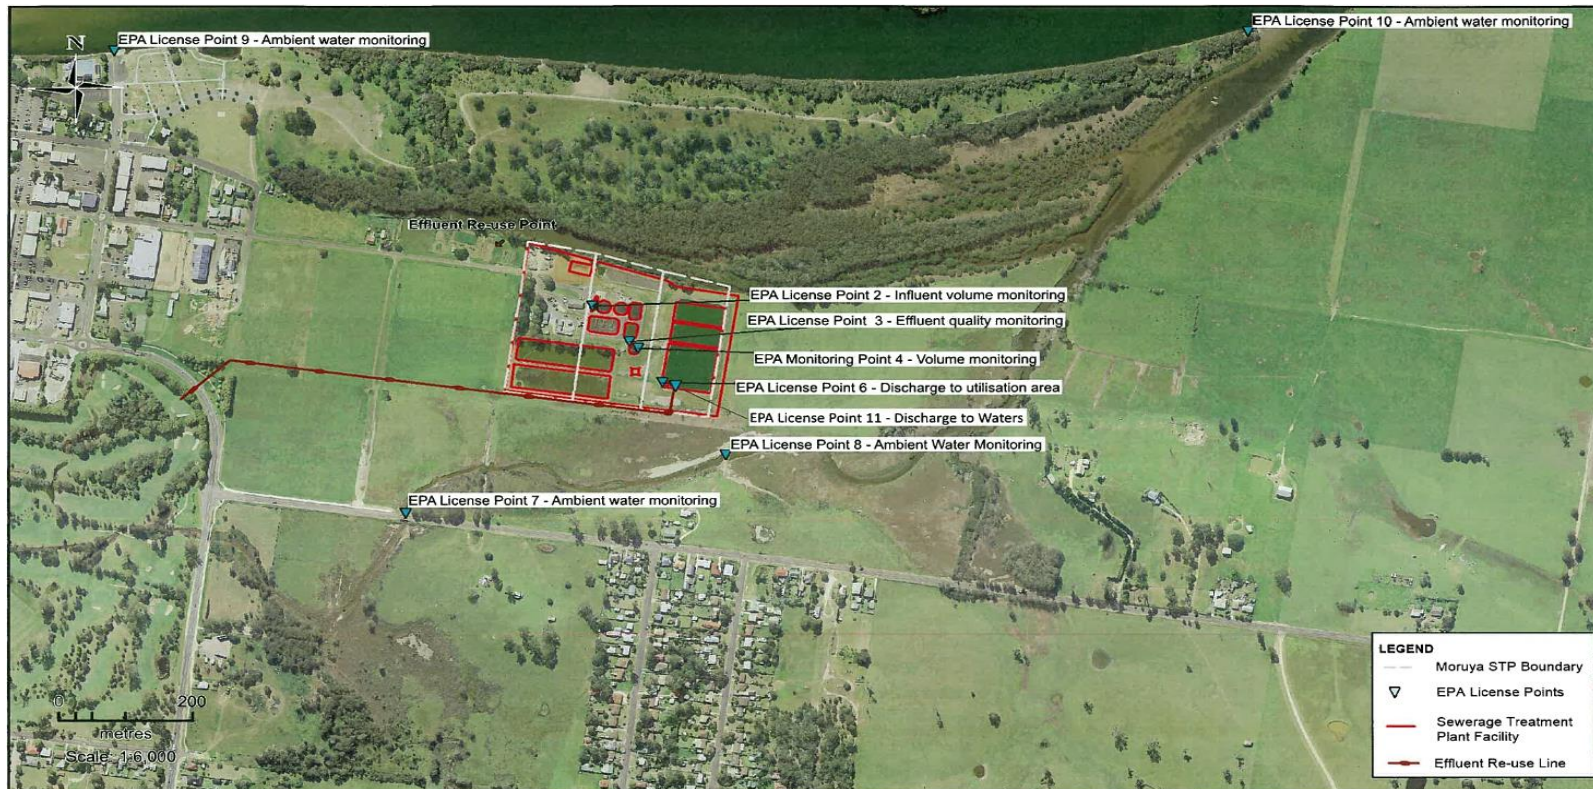 EPA License Point 10 - Ambient water monitoring
EPA License Point 9 - Ambient water monitoring
N
Effluent Re-use Point
EPA License Point 2 - Influent volume monitoring
EPA License Point 3 - Effluent quality monitoring
EPA Monitoring Point 4 - Volume monitoring
EPA License Point 6 - Discharge to utilisation area
EPA License Point 11 - Discharge to Waters
EPA License Point 8 - Ambient Water Monitoring
EPA License Point 7 - Ambient water monitoring
0 200
metres
Scale: 1:6,000
LEGEND
Moruya STP Boundary
EPA License Points
Sewerage Treatment
Plant Facility
Effluent Re-use Line